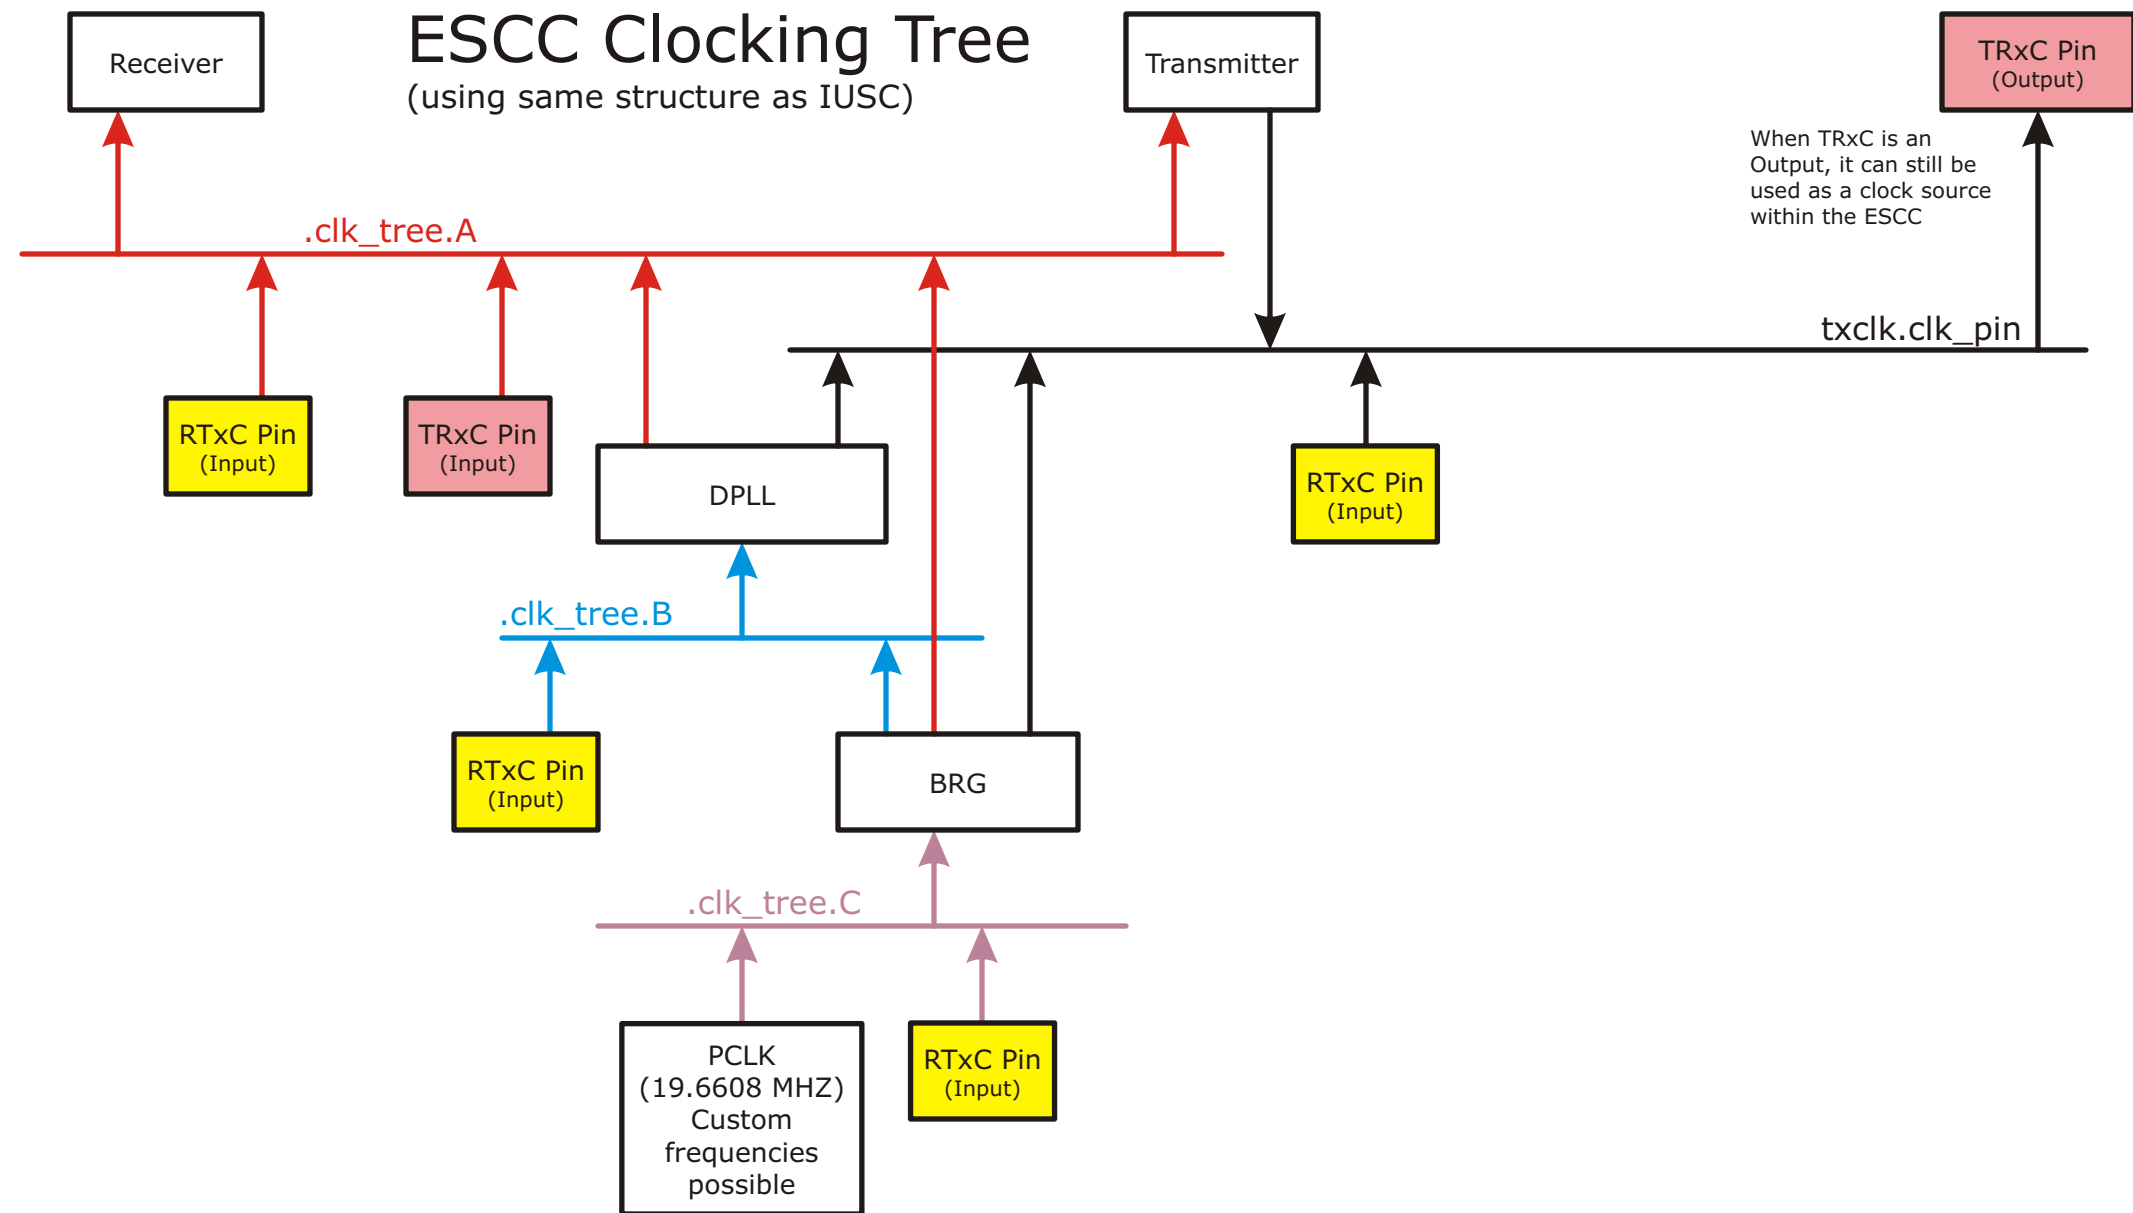 Receiver
ESCC Clocking Tree
(using same structure as IUSC)
Transmitter
TRxC Pin
(Output)
When TRxC is an
Output, it can still be
used as a clock source
within the ESCC
.clk_tree.A
txclk.clk_pin
RTxC Pin
(Input)
TRxC Pin
(Input)
DPLL
RTxC Pin
(Input)
.clk_tree.B
RTxC Pin
(Input)
BRG
.clk_tree.C
PCLK
(19.6608 MHZ)
Custom
frequencies
possible
RTxC Pin
(Input)